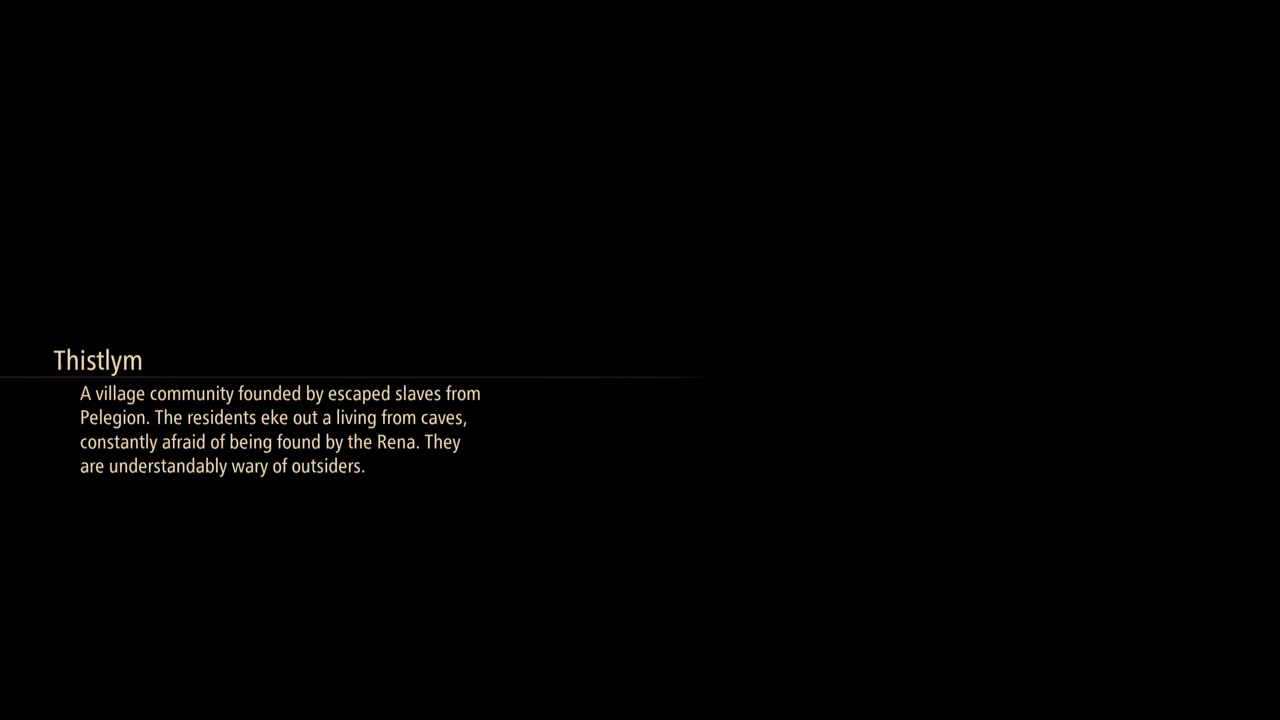 Thistlym
A village community founded by escaped slaves from
Pelegion. The residents eke out a living from caves,
constantly afraid of being found by the Rena. They
are understandably wary of outsiders.